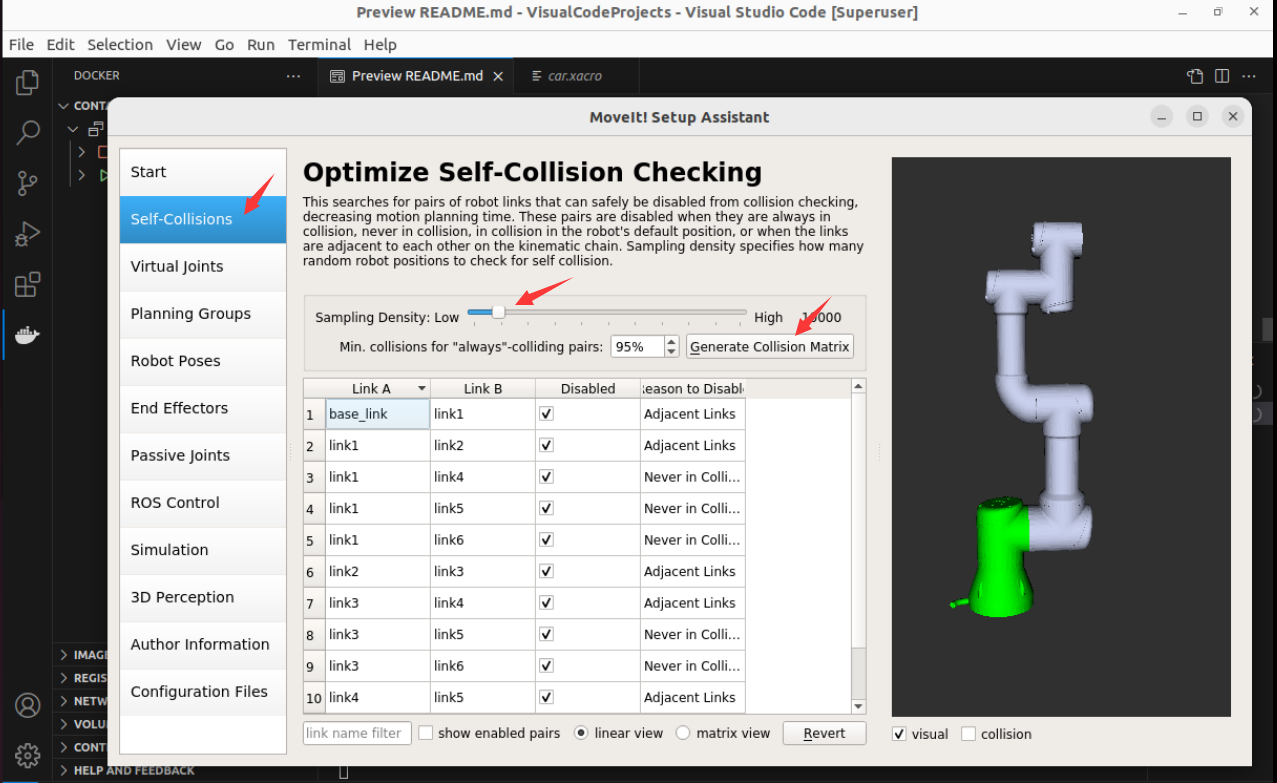 Preview README.md - VisualCodeProjects - Visual Studio Code [Superuser]
File Edit Selection View Go Run Terminal Help
DOCKER
Preview README.md
car.xacro
MoveIt! Setup Assistant
Start
Self-Collisions
Virtual Joints
Planning Groups
Robot Poses
End Effectors
Passive Joints
ROS Control
Simulation
3D Perception
Author Information
Configuration Files
Optimize Self-Collision Checking
This searches for pairs of robot links that can safely be disabled from collision checking,
decreasing motion planning time. These pairs are disabled when they are always in
collision, never in collision, in collision in the robot's default position, or when the links
are adjacent to each other on the kinematic chain. Sampling density specifies how many
random robot positions to check for self collision.
Sampling Density: Low High 10000
Min. collisions for "always"-colliding pairs: 95% Generate Collision Matrix
Link A Link B Disabled
1 base_link link1 Adjacent Links
2 link1 link2 Adjacent Links
3 link1 link4 Never in Colli...
4 link1 link5 Never in Colli...
5 link1 link6 Never in Colli...
6 link2 link3 Adjacent Links
7 link3 link4 Adjacent Links
8 link3 link5 Never in Colli...
9 link3 link6 Never in Colli...
10 link4 link5 Adjacent Links
link name filter show enabled pairs linear view matrix view Revert
visual collision
HELP AND FEEDBACK